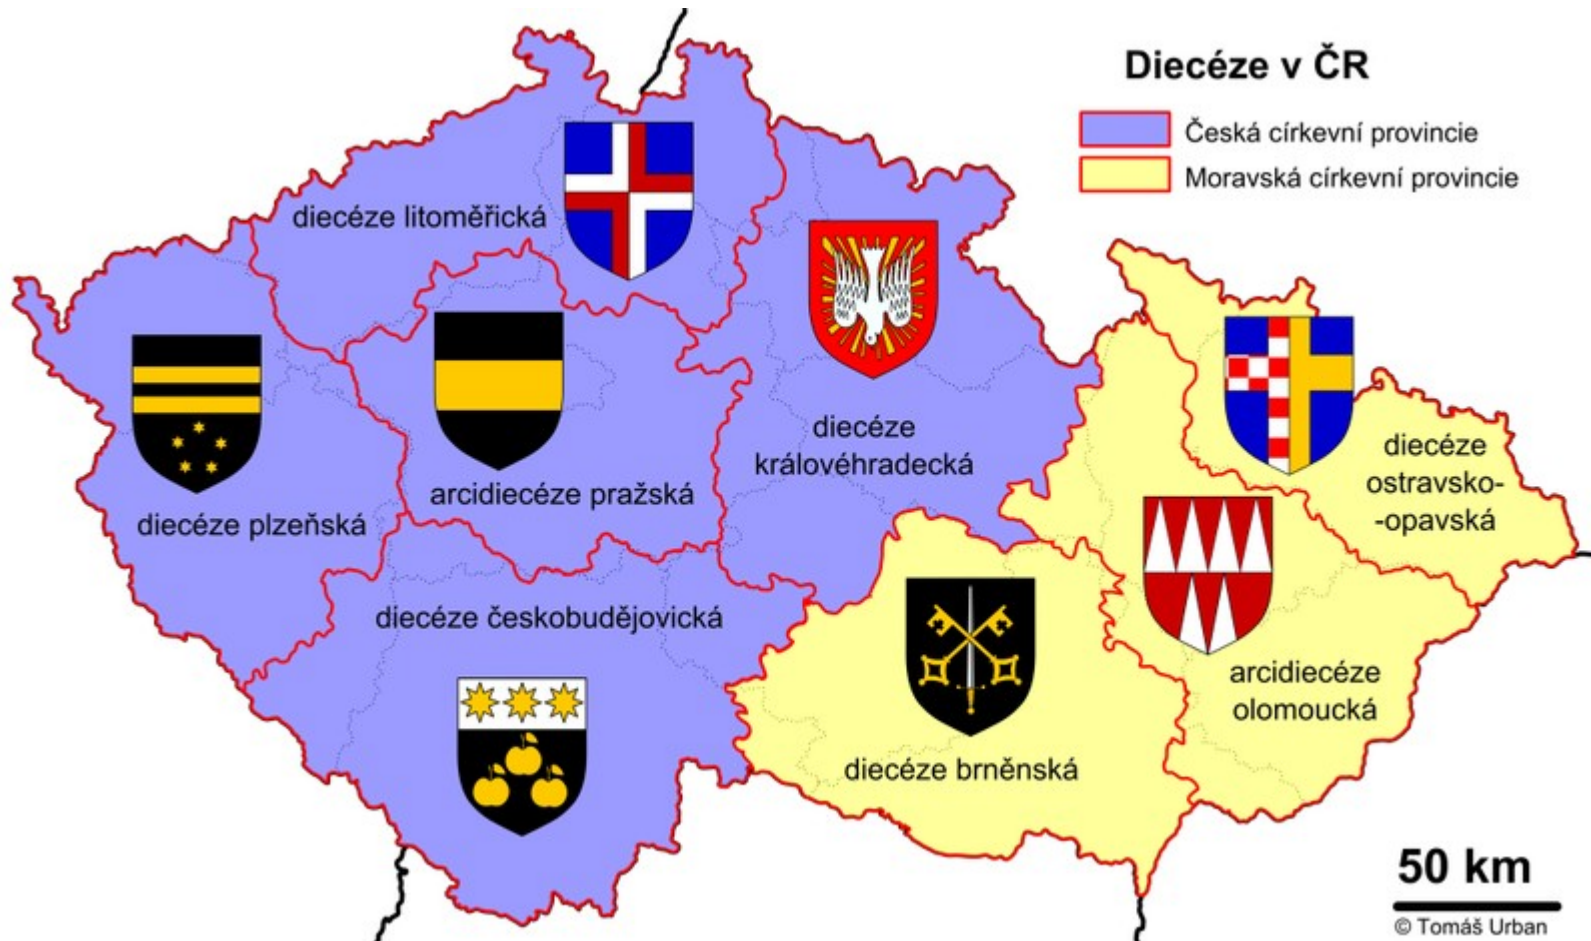 Diecéze v ČR
Česká církevní provincie
Moravská církevní provincie
diecéze litoměřická
diecéze plzeňská
arcidiecéze pražská
diecéze
královéhradecká
diecéze
ostravsko-
-opavská
diecéze českobudějovická
arcidiecéze
olomoucká
diecéze brněnská
50 km
© Tomáš Urban